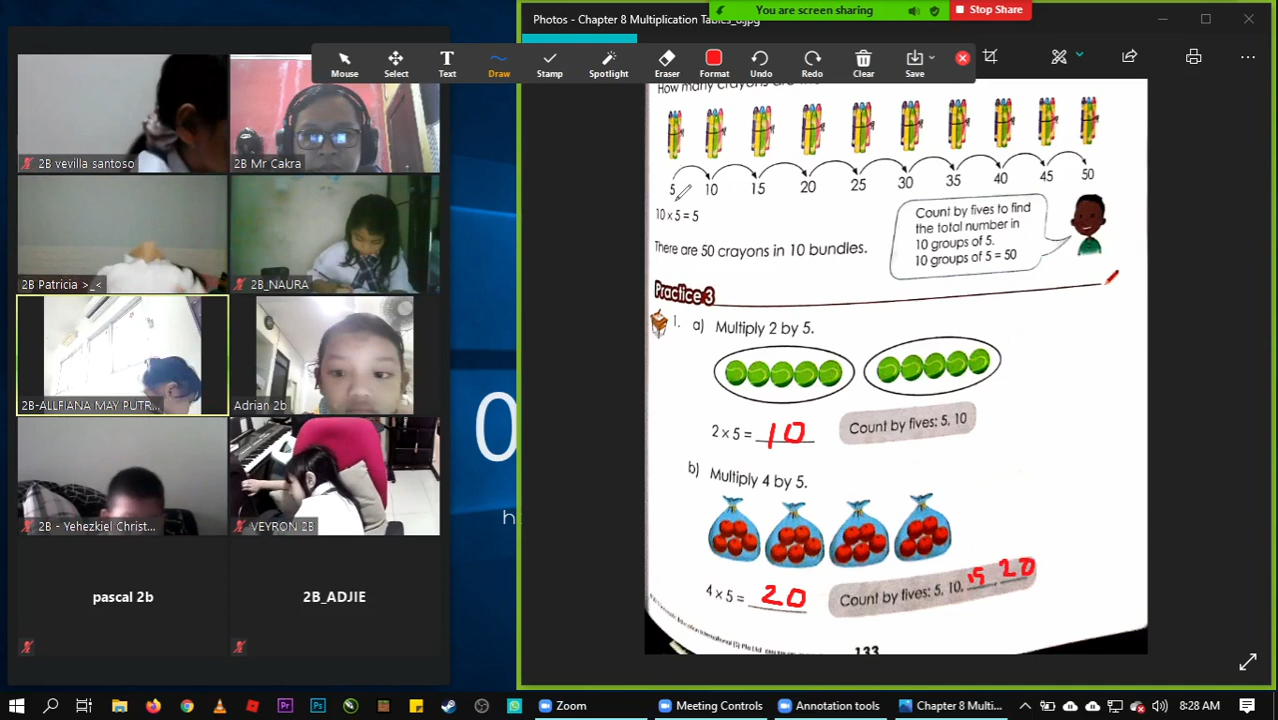 You are screen sharing
Stop Share
Photos - Chapter 8 Multiplication Tables_8.jpg
Mouse
Select
Text
Draw
Stamp
Spotlight
Eraser
Format
Undo
Redo
Clear
Save
How many crayons are
5 10 15 20 25 30 35 40 45 50
10 x 5 = 5
Count by fives to find
the total number in
10 groups of 5.
10 groups of 5 = 50
There are 50 crayons in 10 bundles.
Practice 3
1. a) Multiply 2 by 5.
2 x 5 = 10
Count by fives: 5, 10
b) Multiply 4 by 5.
4 x 5 = 20
Count by fives: 5, 10, 15, 20
133
2B vevilla santoso
2B Mr Cakra
2B Patricia >_<
2B_NAURA
2B-ALLFIANA MAY PUTR...
Adrian 2b
2B - Yehezkiel Christ...
VEYRON 2B
pascal 2b
2B_ADJIE
Zoom
Meeting Controls
Annotation tools
Chapter 8 Multi...
8:28 AM